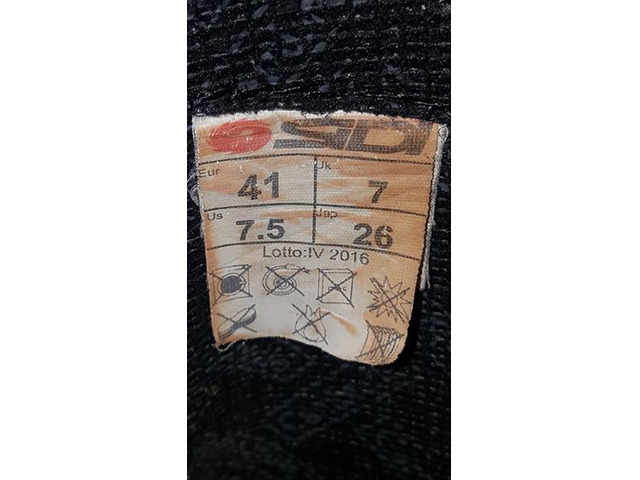 SIDI
Eur 41 Uk 7
Us 7.5 Jap 26
Lotto:IV 2016